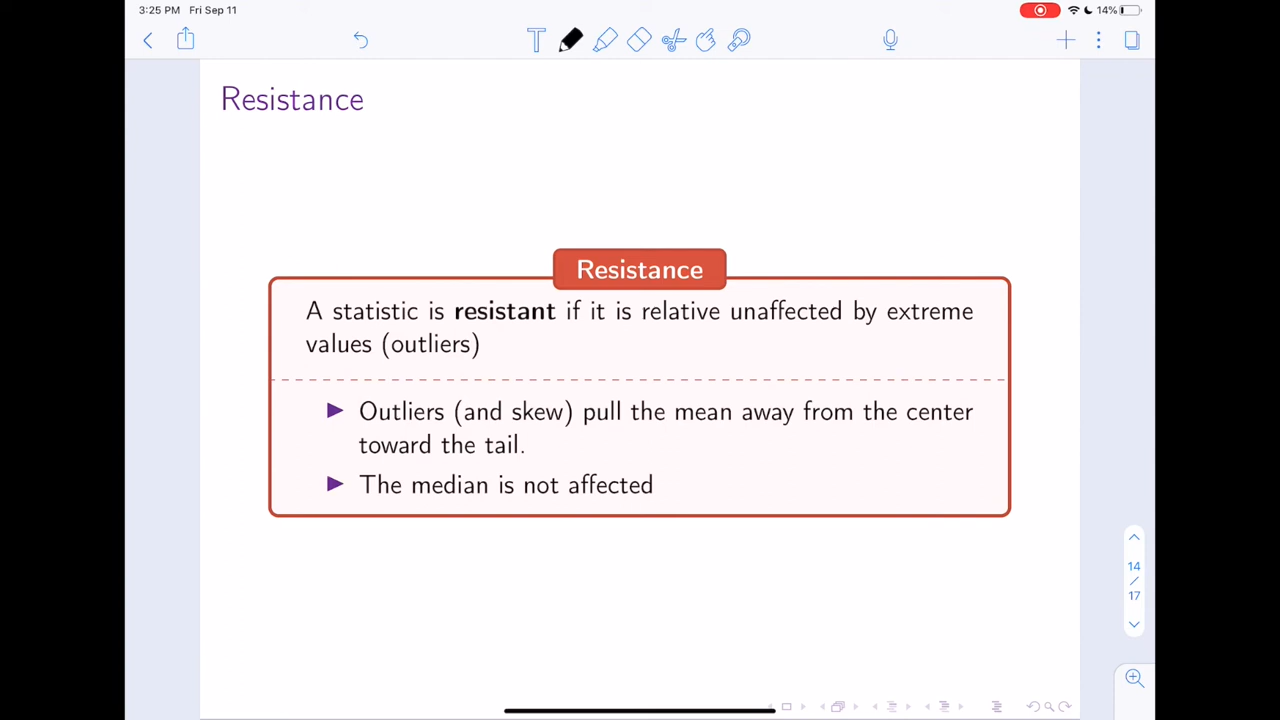 3:25 PM Fri Sep 11
14%
T
Resistance
Resistance
A statistic is resistant if it is relative unaffected by extreme
values (outliers)
Outliers (and skew) pull the mean away from the center
toward the tail.
The median is not affected
14
/
17